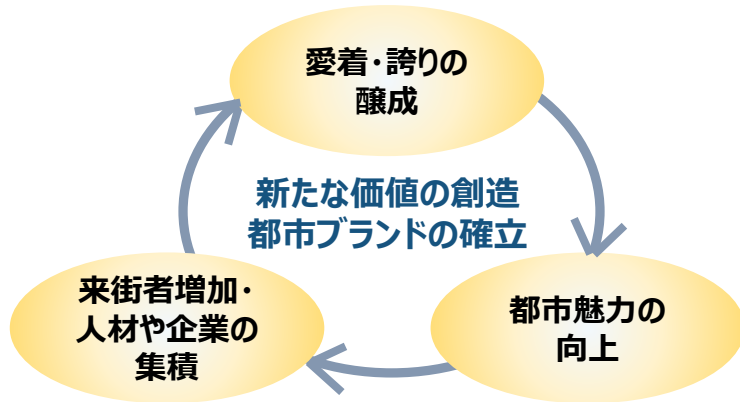 愛着・誇りの
醸成
新たな価値の創造
都市ブランドの確立
来街者増加・
人材や企業の
集積
都市魅力の
向上